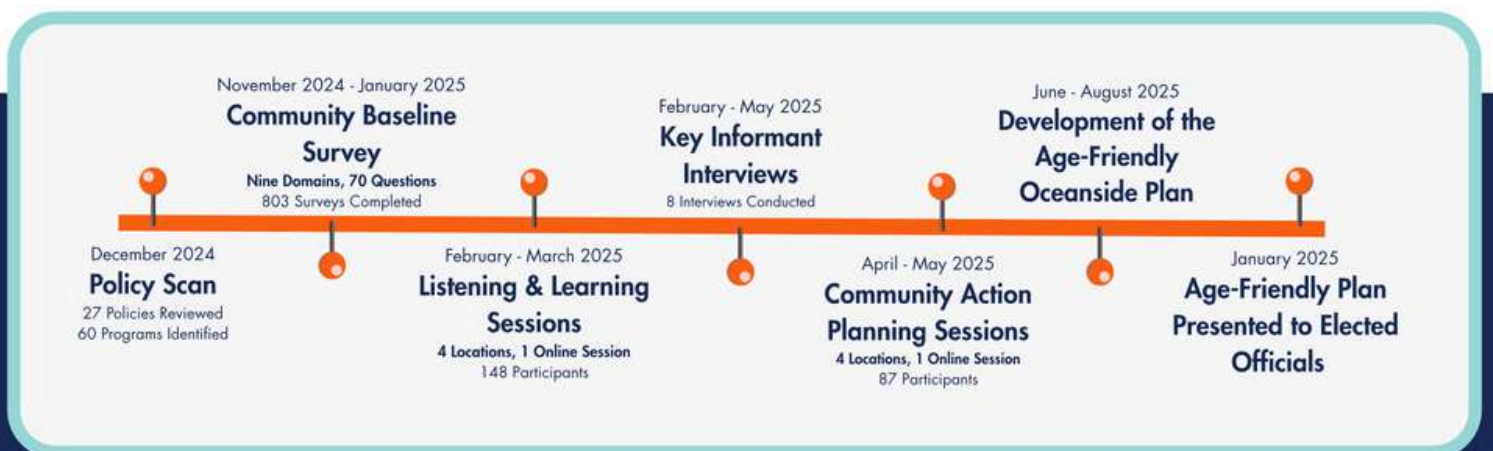 December 2024
Policy Scan
27 Policies Reviewed
60 Programs Identified
November 2024 - January 2025
Community Baseline
Survey
Nine Domains, 70 Questions
803 Surveys Completed
February - March 2025
Listening & Learning
Sessions
4 Locations, 1 Online Session
148 Participants
February - May 2025
Key Informant
Interviews
8 Interviews Conducted
April - May 2025
Community Action
Planning Sessions
4 Locations, 1 Online Session
87 Participants
June - August 2025
Development of the
Age-Friendly
Oceanside Plan
January 2025
Age-Friendly Plan
Presented to Elected
Officials